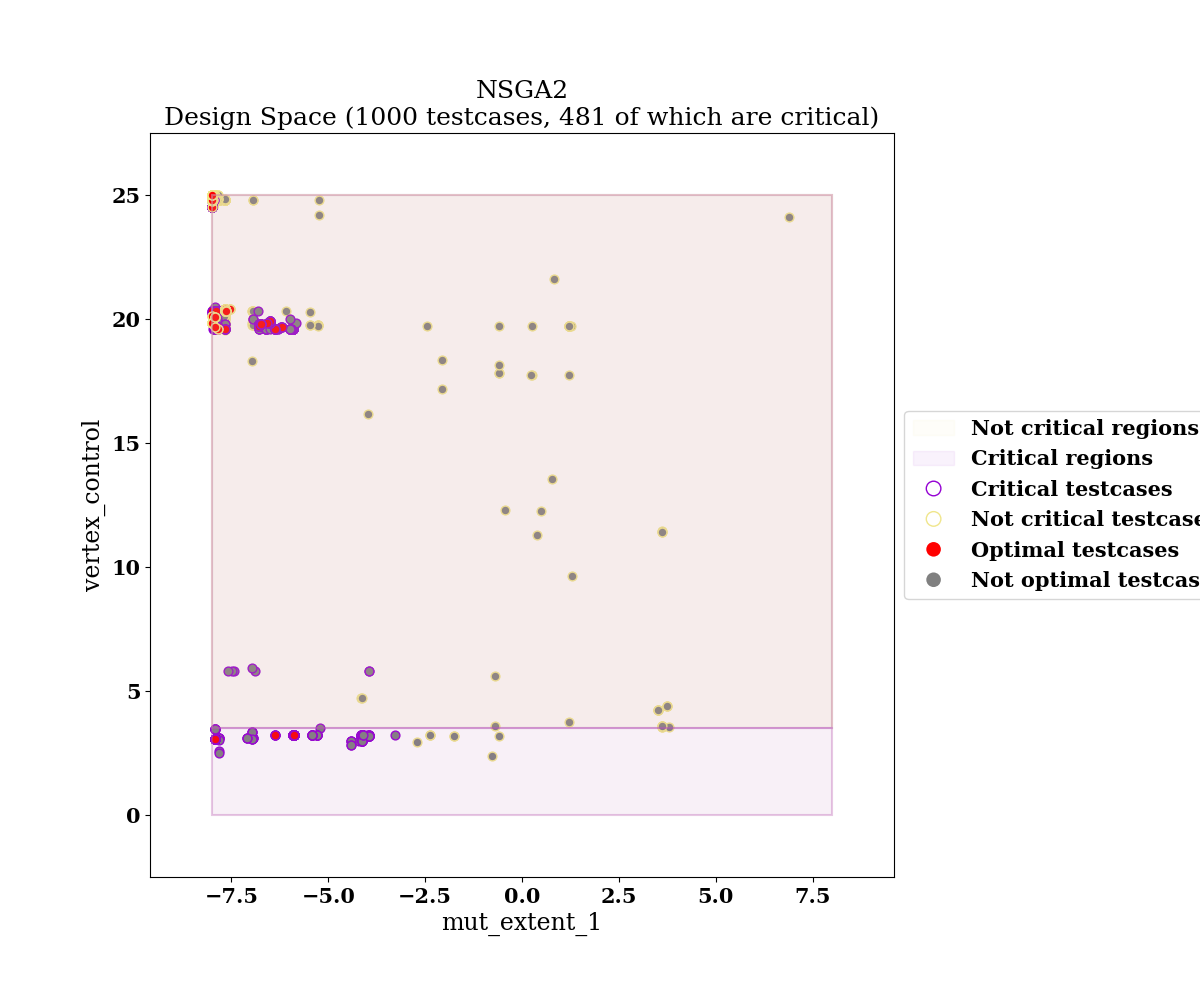 NSGA2
Design Space (1000 testcases, 481 of which are critical)
25
20
15
10
5
0
vertex_control
−7.5 −5.0 −2.5 0.0 2.5 5.0 7.5
mut_extent_1
Not critical regions
Critical regions
Critical testcases
Not critical testcase
Optimal testcases
Not optimal testcas